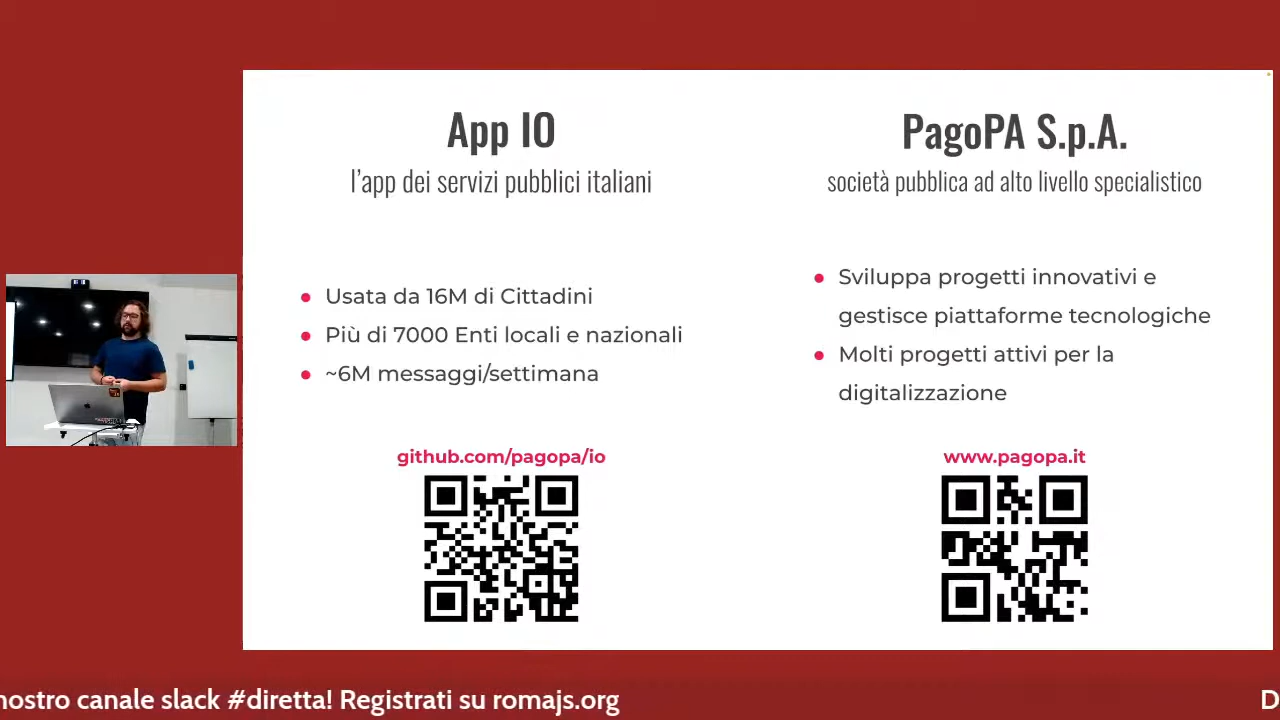 App IO
l'app dei servizi pubblici italiani
Usata da 16M di Cittadini
Più di 7000 Enti locali e nazionali
~6M messaggi/settimana
github.com/pagopa/io
PagoPA S.p.A.
società pubblica ad alto livello specialistico
Sviluppa progetti innovativi e
gestisce piattaforme tecnologiche
Molti progetti attivi per la
digitalizzazione
www.pagopa.it
nostro canale slack #diretta! Registrati su romajs.org
D